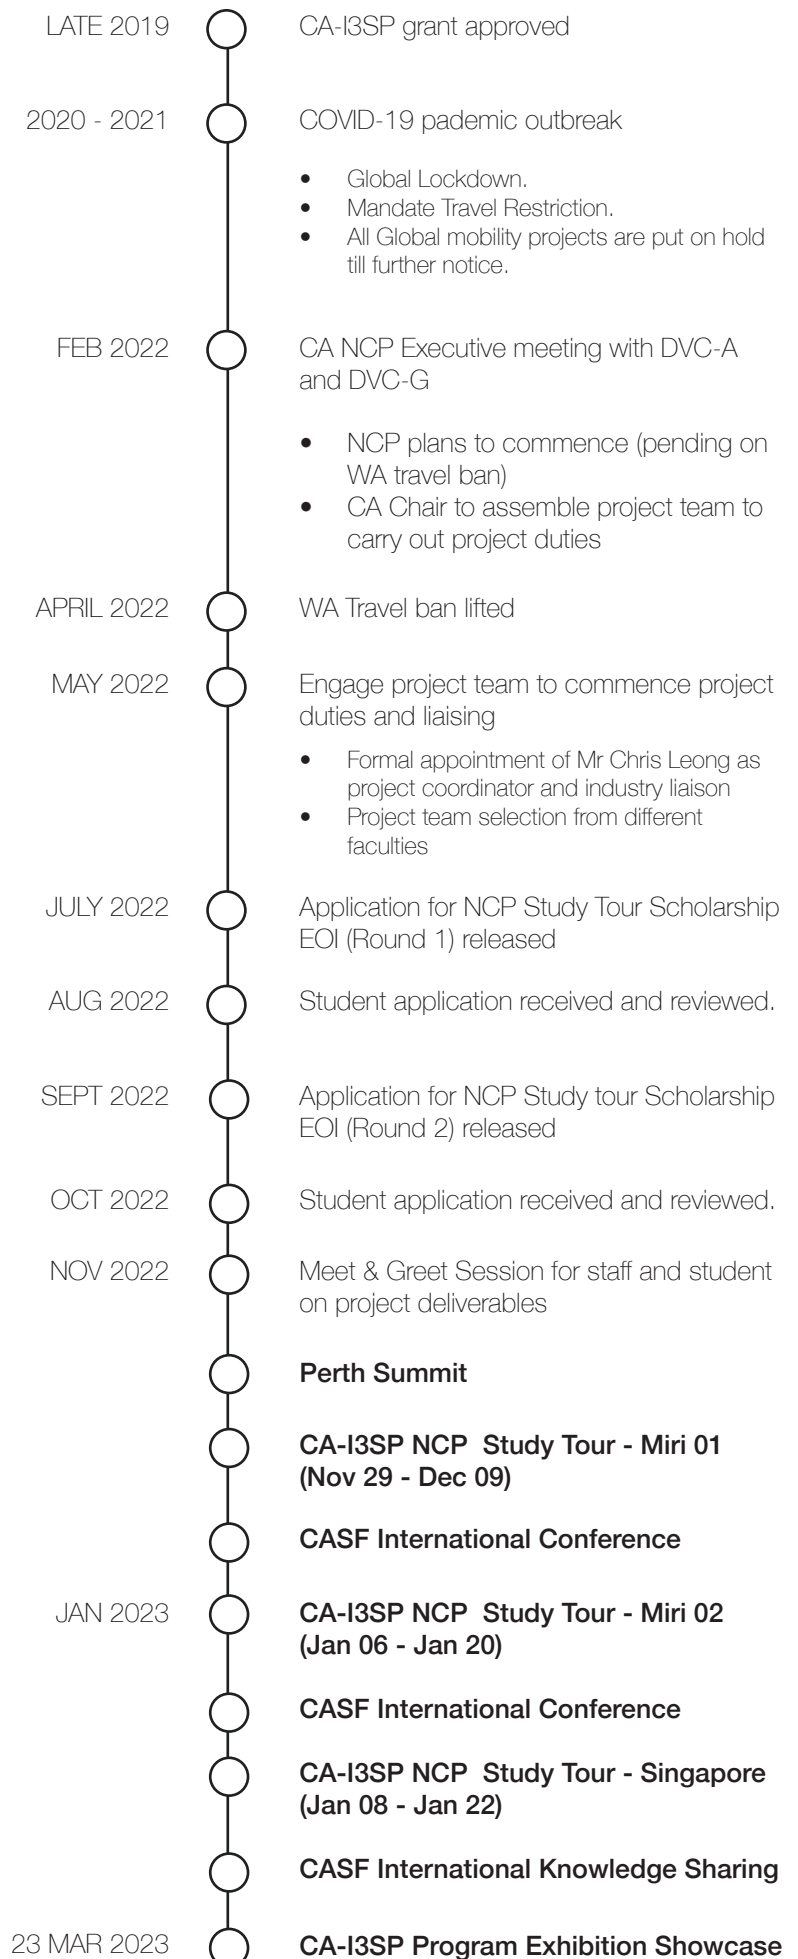 LATE 2019 CA-I3SP grant approved
2020 - 2021 COVID-19 pademic outbreak
• Global Lockdown.
• Mandate Travel Restriction.
• All Global mobility projects are put on hold
till further notice.
FEB 2022 CA NCP Executive meeting with DVC-A
and DVC-G
• NCP plans to commence (pending on
WA travel ban)
• CA Chair to assemble project team to
carry out project duties
APRIL 2022 WA Travel ban lifted
MAY 2022 Engage project team to commence project
duties and liaising
• Formal appointment of Mr Chris Leong as
project coordinator and industry liaison
• Project team selection from different
faculties
JULY 2022 Application for NCP Study Tour Scholarship
EOI (Round 1) released
AUG 2022 Student application received and reviewed.
SEPT 2022 Application for NCP Study tour Scholarship
EOI (Round 2) released
OCT 2022 Student application received and reviewed.
NOV 2022 Meet & Greet Session for staff and student
on project deliverables
Perth Summit
CA-I3SP NCP Study Tour - Miri 01
(Nov 29 - Dec 09)
CASF International Conference
JAN 2023 CA-I3SP NCP Study Tour - Miri 02
(Jan 06 - Jan 20)
CASF International Conference
CA-I3SP NCP Study Tour - Singapore
(Jan 08 - Jan 22)
CASF International Knowledge Sharing
23 MAR 2023 CA-I3SP Program Exhibition Showcase